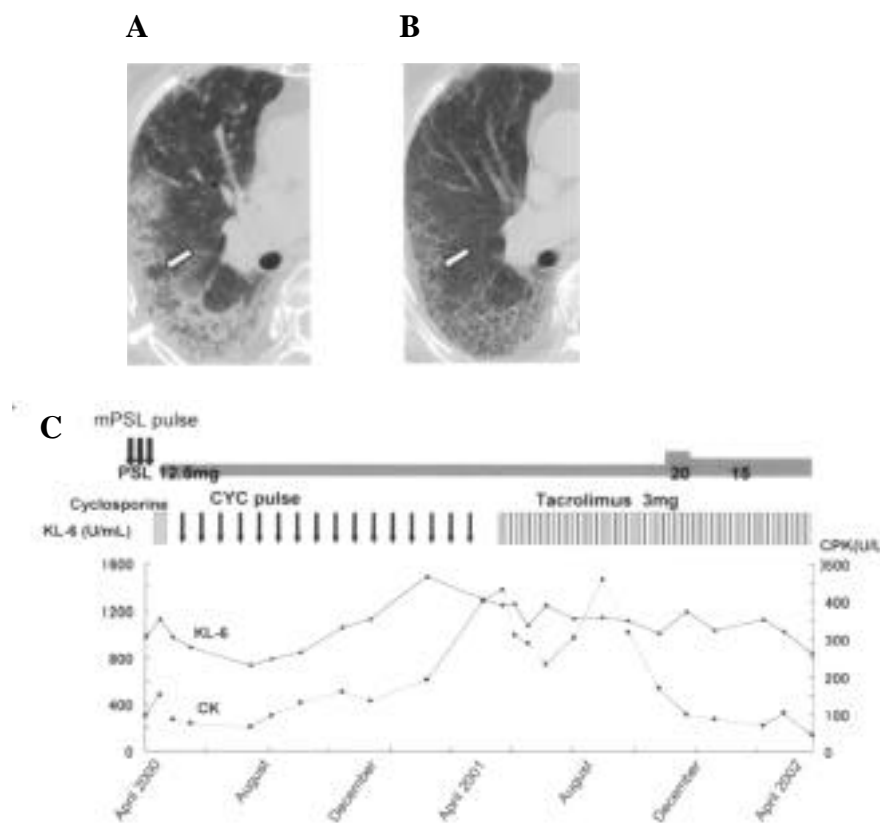 A B
C
mPSL pulse
PSL 12.5mg 20 15
Cyclosporine CYC pulse Tacrolimus 3mg
KL-6 (U/mL)
1600 CPK(U/L
500
1200 400
KL-6 300
800
200
400 CK 100
0 0
April 2000 August December April 2001 August December April 2002